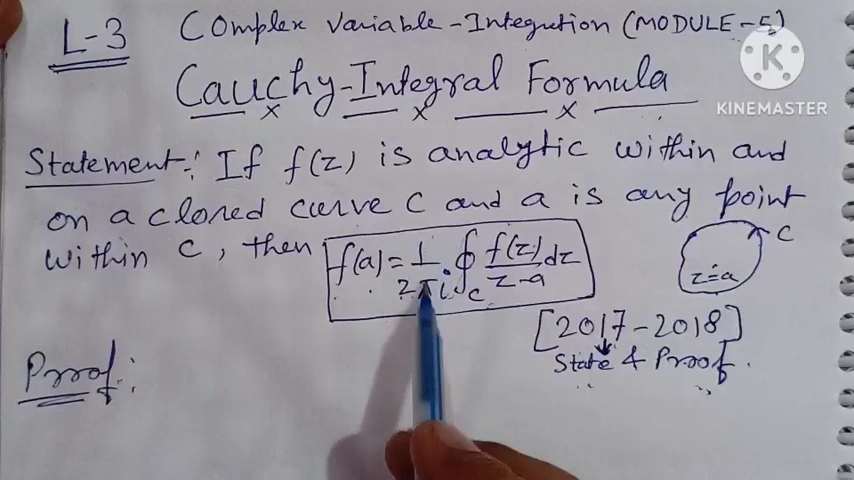 L-3 Complex Variable-Integration (MODULE-5)
KINEMASTER
Cauchy-Integral Formula
Statement: If f(z) is analytic within and
on a closed curve C and a is any point
within C, then f(a) = 1/2πi ∮_C f(z)/z-a dz
C
z=a
[2017-2018]
State & Proof.
Proof: